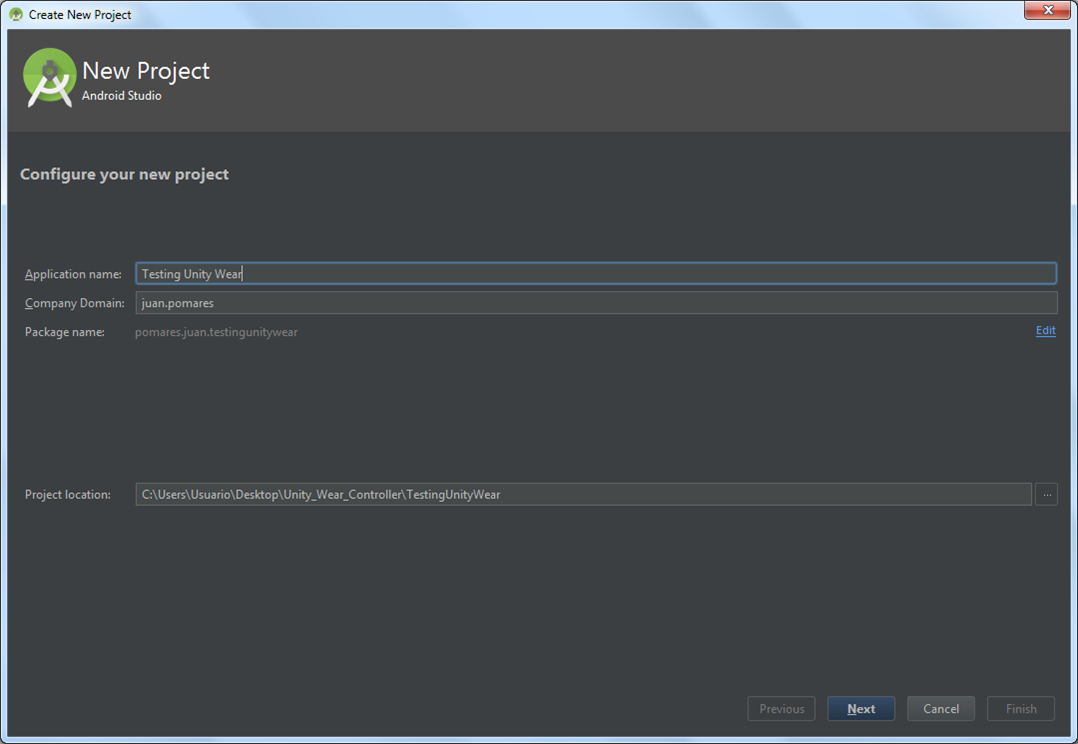 Create New Project
New Project
Android Studio
Configure your new project
Application name: Testing Unity Wear
Company Domain: juan.pomares
Package name: pomares.juan.testingunitywear Edit
Project location: C:\Users\Usuario\Desktop\Unity_Wear_Controller\TestingUnityWear ...
Previous Next Cancel Finish